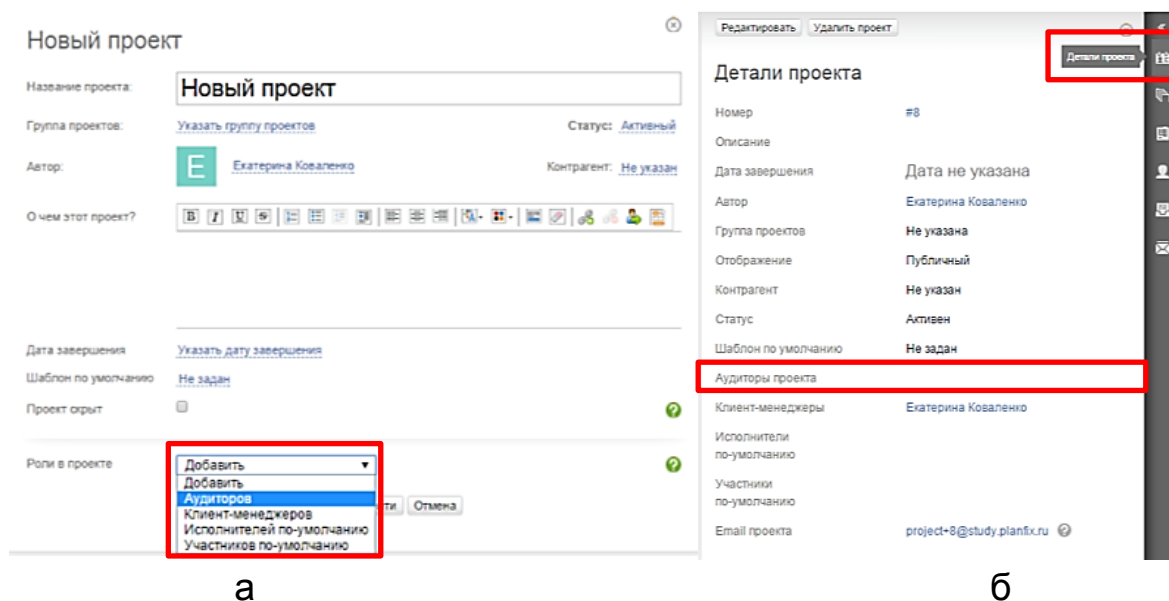 Новый проект
Название проекта:
Новый проект
Группа проектов:
Указать группу проектов
Статус: Активный
Автор:
Е
Екатерина Коваленко
Контрагент: Не указан
О чем этот проект?
B I U S
Дата завершения
Указать дату завершения
Шаблон по умолчанию
Не задан
Проект скрыт
Роли в проекте
Добавить
Добавить
Аудиторов
Клиент-менеджеров
Исполнителей по-умолчанию
Участников по-умолчанию
ти Отмена
а
Редактировать Удалить проект
Детали проекта
Детали проекта
Номер #8
Описание
Дата завершения Дата не указана
Автор Екатерина Коваленко
Группа проектов Не указана
Отображение Публичный
Контрагент Не указан
Статус Активен
Шаблон по умолчанию Не задан
Аудиторы проекта
Клиент-менеджеры Екатерина Коваленко
Исполнители
по-умолчанию
Участники
по-умолчанию
Email проекта project+8@study.planfix.ru
б